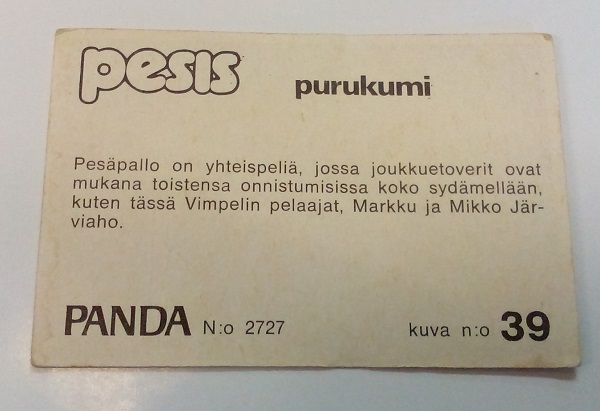 pesis purukumi
Pesäpallo on yhteispeliä, jossa joukkuetoverit ovat
mukana toistensa onnistumisissa koko sydämellään,
kuten tässä Vimpelin pelaajat, Markku ja Mikko Jär-
viaho.
PANDA N:o 2727 kuva n:o 39